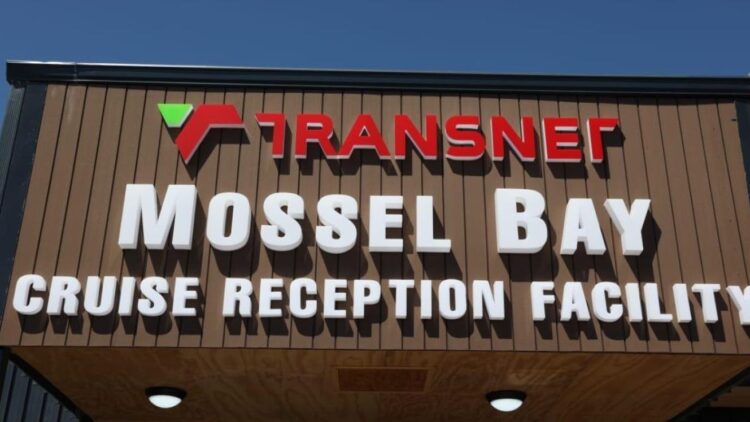 TRANSNET
MOSSEL BAY
CRUISE RECEPTION FACILITY